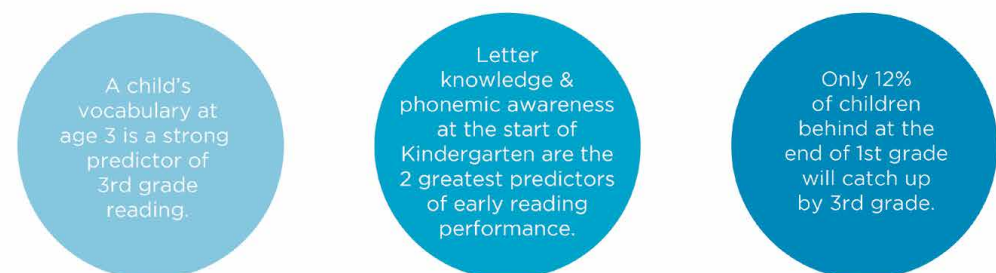 A child's
vocabulary at
age 3 is a strong
predictor of
3rd grade
reading.
Letter
knowledge &
phonemic awareness
at the start of
Kindergarten are the
2 greatest predictors
of early reading
performance.
Only 12%
of children
behind at the
end of 1st grade
will catch up
by 3rd grade.